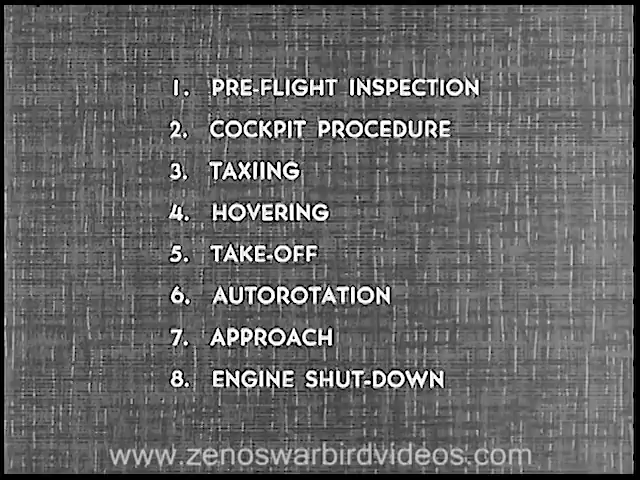 1. PRE-FLIGHT INSPECTION
2. COCKPIT PROCEDURE
3. TAXIING
4. HOVERING
5. TAKE-OFF
6. AUTOROTATION
7. APPROACH
8. ENGINE SHUT-DOWN
www.zenoswarbirdvideos.com